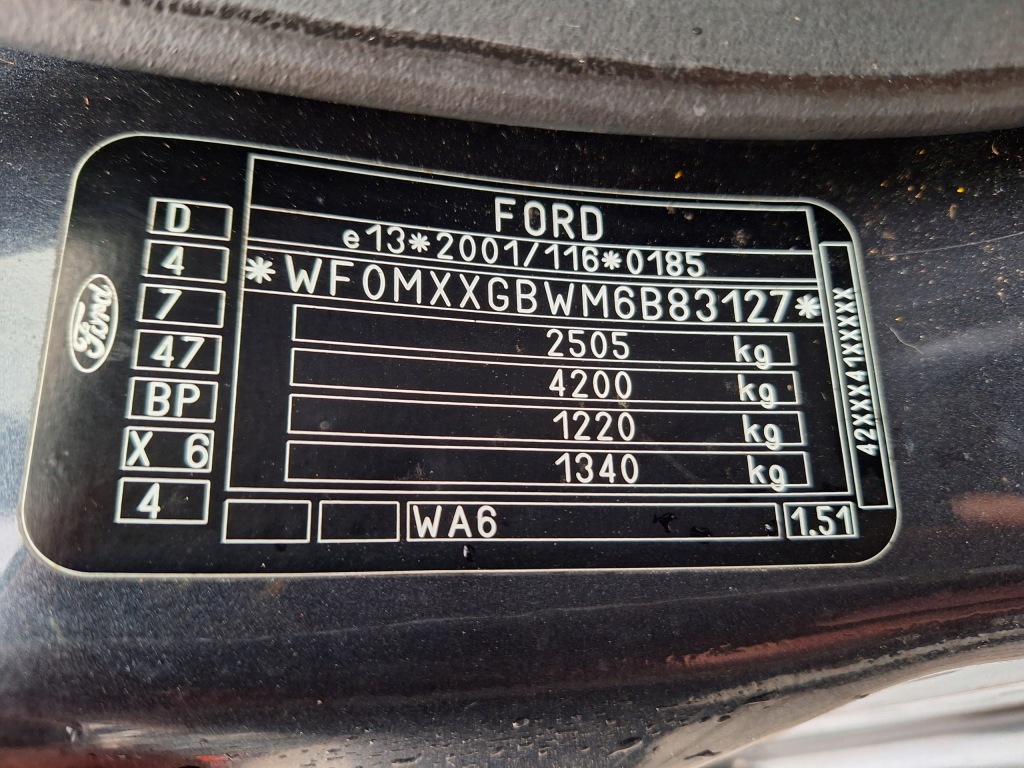 FORD
e13*2001/116*0185
*WF0MXXGBWM6B83127*
2505 kg
4200 kg
1220 kg
1340 kg
D
4
7
47
BP
X 6
4
Ford
WA6
1.51
42XXX41XXXX